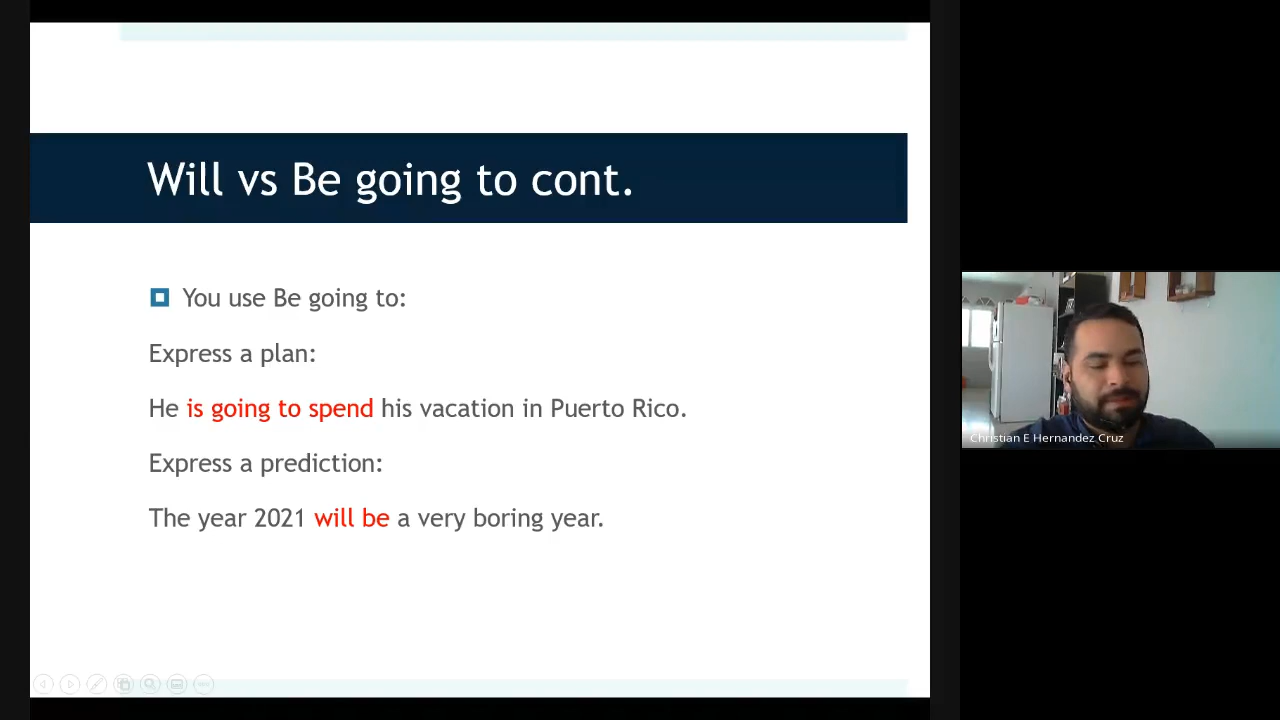 Will vs Be going to cont.
You use Be going to:
Express a plan:
He is going to spend his vacation in Puerto Rico.
Express a prediction:
The year 2021 will be a very boring year.
Christian E Hernandez Cruz